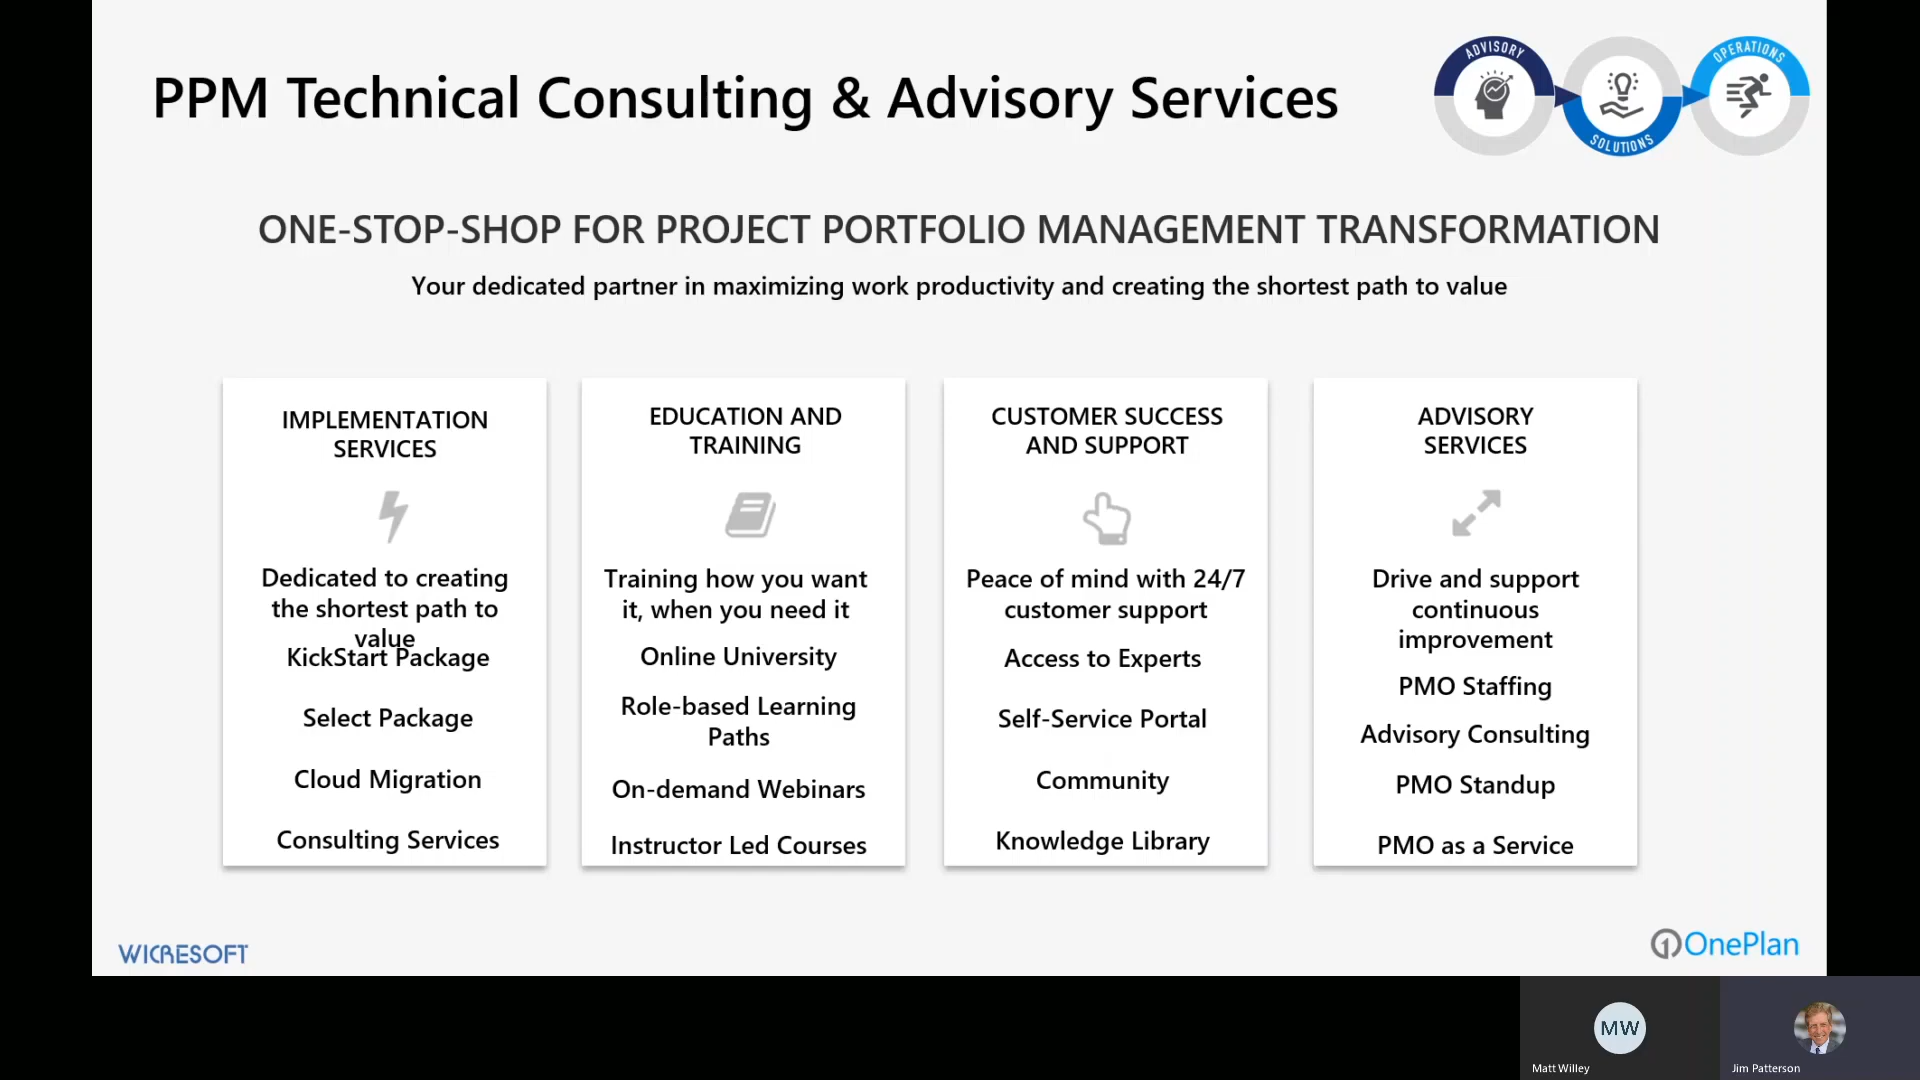 PPM Technical Consulting & Advisory Services
ADVISORY
SOLUTIONS
OPERATIONS
ONE-STOP-SHOP FOR PROJECT PORTFOLIO MANAGEMENT TRANSFORMATION
Your dedicated partner in maximizing work productivity and creating the shortest path to value
IMPLEMENTATION
SERVICES
Dedicated to creating
the shortest path to
value
KickStart Package
Select Package
Cloud Migration
Consulting Services
EDUCATION AND
TRAINING
Training how you want
it, when you need it
Online University
Role-based Learning
Paths
On-demand Webinars
Instructor Led Courses
CUSTOMER SUCCESS
AND SUPPORT
Peace of mind with 24/7
customer support
Access to Experts
Self-Service Portal
Community
Knowledge Library
ADVISORY
SERVICES
Drive and support
continuous
improvement
PMO Staffing
Advisory Consulting
PMO Standup
PMO as a Service
WICRESOFT
OnePlan
MW
Matt Willey
Jim Patterson